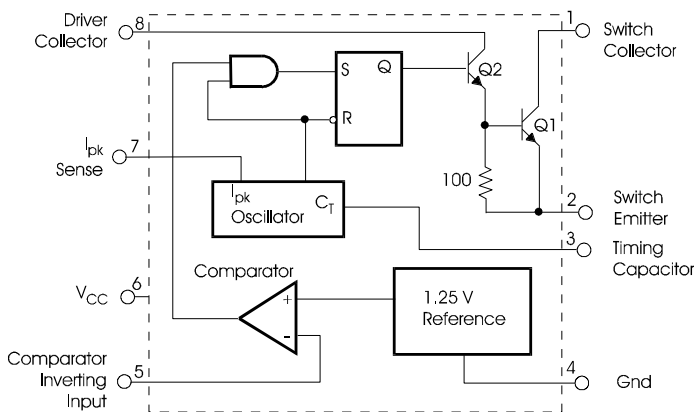 Driver
Collector
8
1
Switch
Collector
S
Q
R
Q2
Q1
100
7
Ipk
Sense
Ipk
Oscillator
CT
2
Switch
Emitter
3
Timing
Capacitor
Comparator
6
VCC
+
-
1.25 V
Reference
5
Comparator
Inverting
Input
4
Gnd